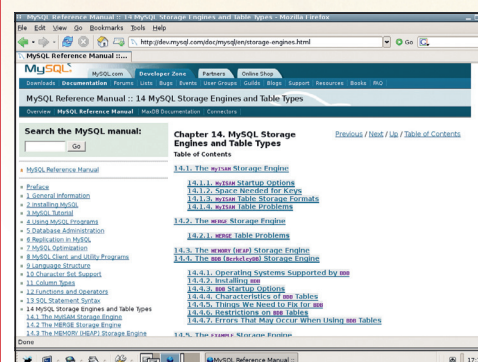 MySQL Reference Manual :: 14 MySQL Storage Engines and Table Types - Mozilla Firefox
File Edit View Go Bookmarks Tools Help
http://dev.mysql.com/doc/mysql/en/storage-engines.html Go
MySQL Reference Manual ::...
MySQL MySQL.com Developer Zone Partners Online Shop
Downloads Documentation Forums Lists Bugs Events User Groups Guilds Blogs Support Resources Books FAQ
MySQL Reference Manual :: 14 MySQL Storage Engines and Table Types
Overview MySQL Reference Manual MaxDB Documentation Connectors
Search the MySQL manual:
Go
MySQL Reference Manual
Preface
1 General Information
2 Installing MySQL
3 MySQL Tutorial
4 Using MySQL Programs
5 Database Administration
6 Replication in MySQL
7 MySQL Optimization
8 MySQL Client and Utility Programs
9 Language Structure
10 Character Set Support
11 Column Types
12 Functions and Operators
13 SQL Statement Syntax
14 MySQL Storage Engines and Table Types
14.1 The MyISAM Storage Engine
14.2 The MERGE Storage Engine
14.3 The MEMORY (HEAP) Storage Engine
Chapter 14. MySQL Storage
Engines and Table Types
Previous / Next / Up / Table of Contents
Table of Contents
14.1. The MyISAM Storage Engine
14.1.1. MyISAM Startup Options
14.1.2. Space Needed for Keys
14.1.3. MyISAM Table Storage Formats
14.1.4. MyISAM Table Problems
14.2. The MERGE Storage Engine
14.2.1. MERGE Table Problems
14.3. The MEMORY (HEAP) Storage Engine
14.4. The BDB (BerkeleyDB) Storage Engine
14.4.1. Operating Systems Supported by BDB
14.4.2. Installing BDB
14.4.3. BDB Startup Options
14.4.4. Characteristics of BDB Tables
14.4.5. Things We Need to Fix for BDB
14.4.6. Restrictions on BDB Tables
14.4.7. Errors That May Occur When Using BDB Tables
14.5. The EXAMPLE Storage Engine
Done
MySQL Reference Manual ::
17: